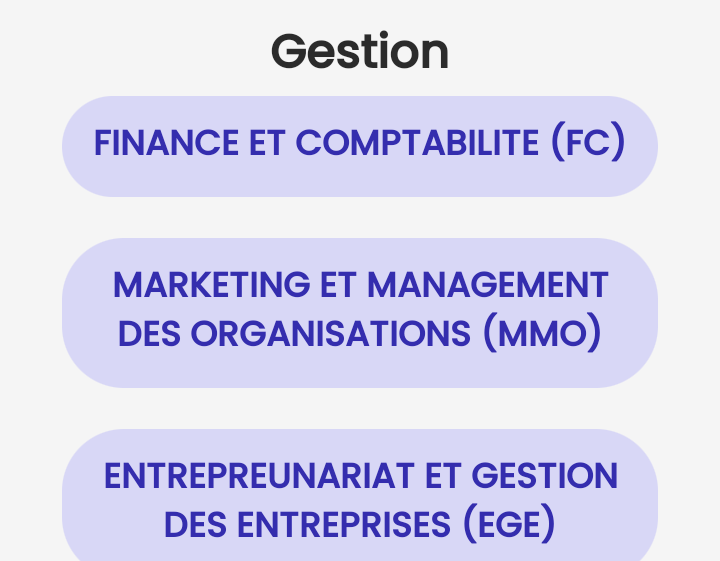 Gestion
FINANCE ET COMPTABILITE (FC)
MARKETING ET MANAGEMENT
DES ORGANISATIONS (MMO)
ENTREPREUNARIAT ET GESTION
DES ENTREPRISES (EGE)